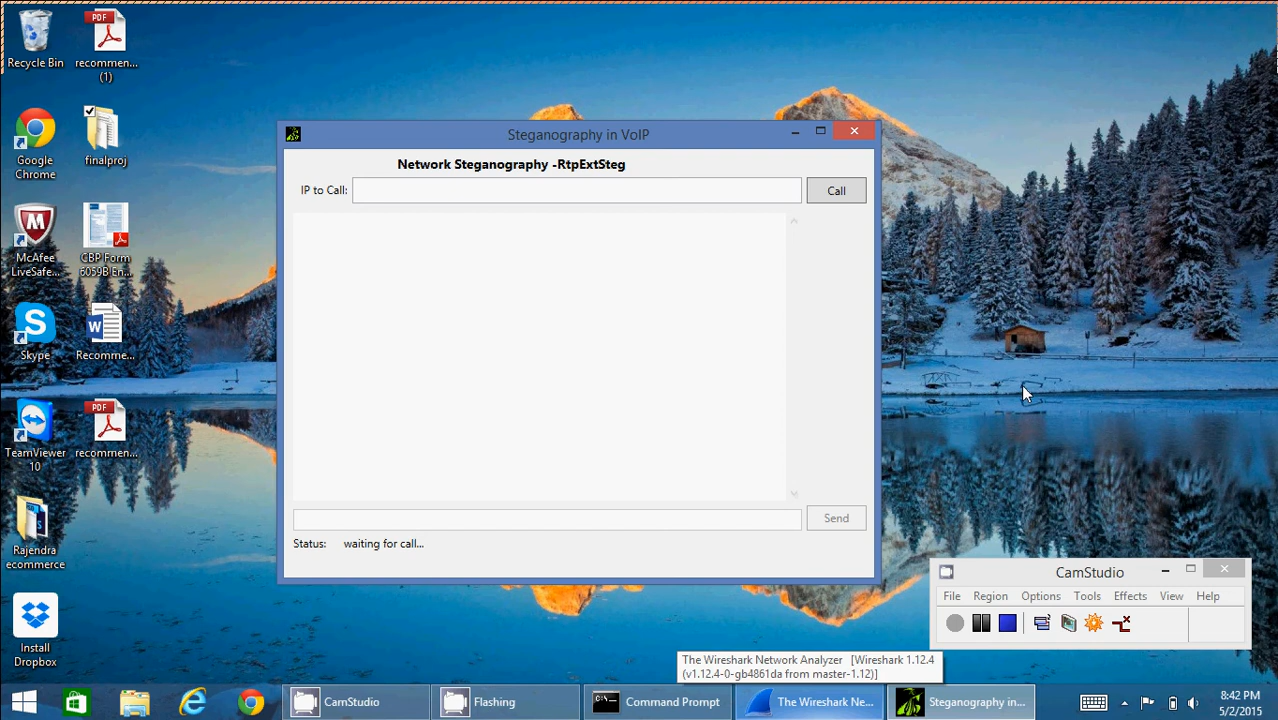 Recycle Bin
PDF
recommen...
(1)
Google
Chrome
finalproj
McAfee
LiveSafe...
CBP Form
6059B En...
Skype
Recomme...
TeamViewer
10
PDF
recommen...
Rajendra
ecommerce
Install
Dropbox
Steganography in VoIP
Network Steganography -RtpExtSteg
IP to Call:
Call
Send
Status: waiting for call...
CamStudio
File Region Options Tools Effects View Help
The Wireshark Network Analyzer [Wireshark 1.12.4
(v1.12.4-0-gb4861da from master-1.12)]
CamStudio
Flashing
Command Prompt
The Wireshark Ne...
Steganography in...
8:42 PM
5/2/2015